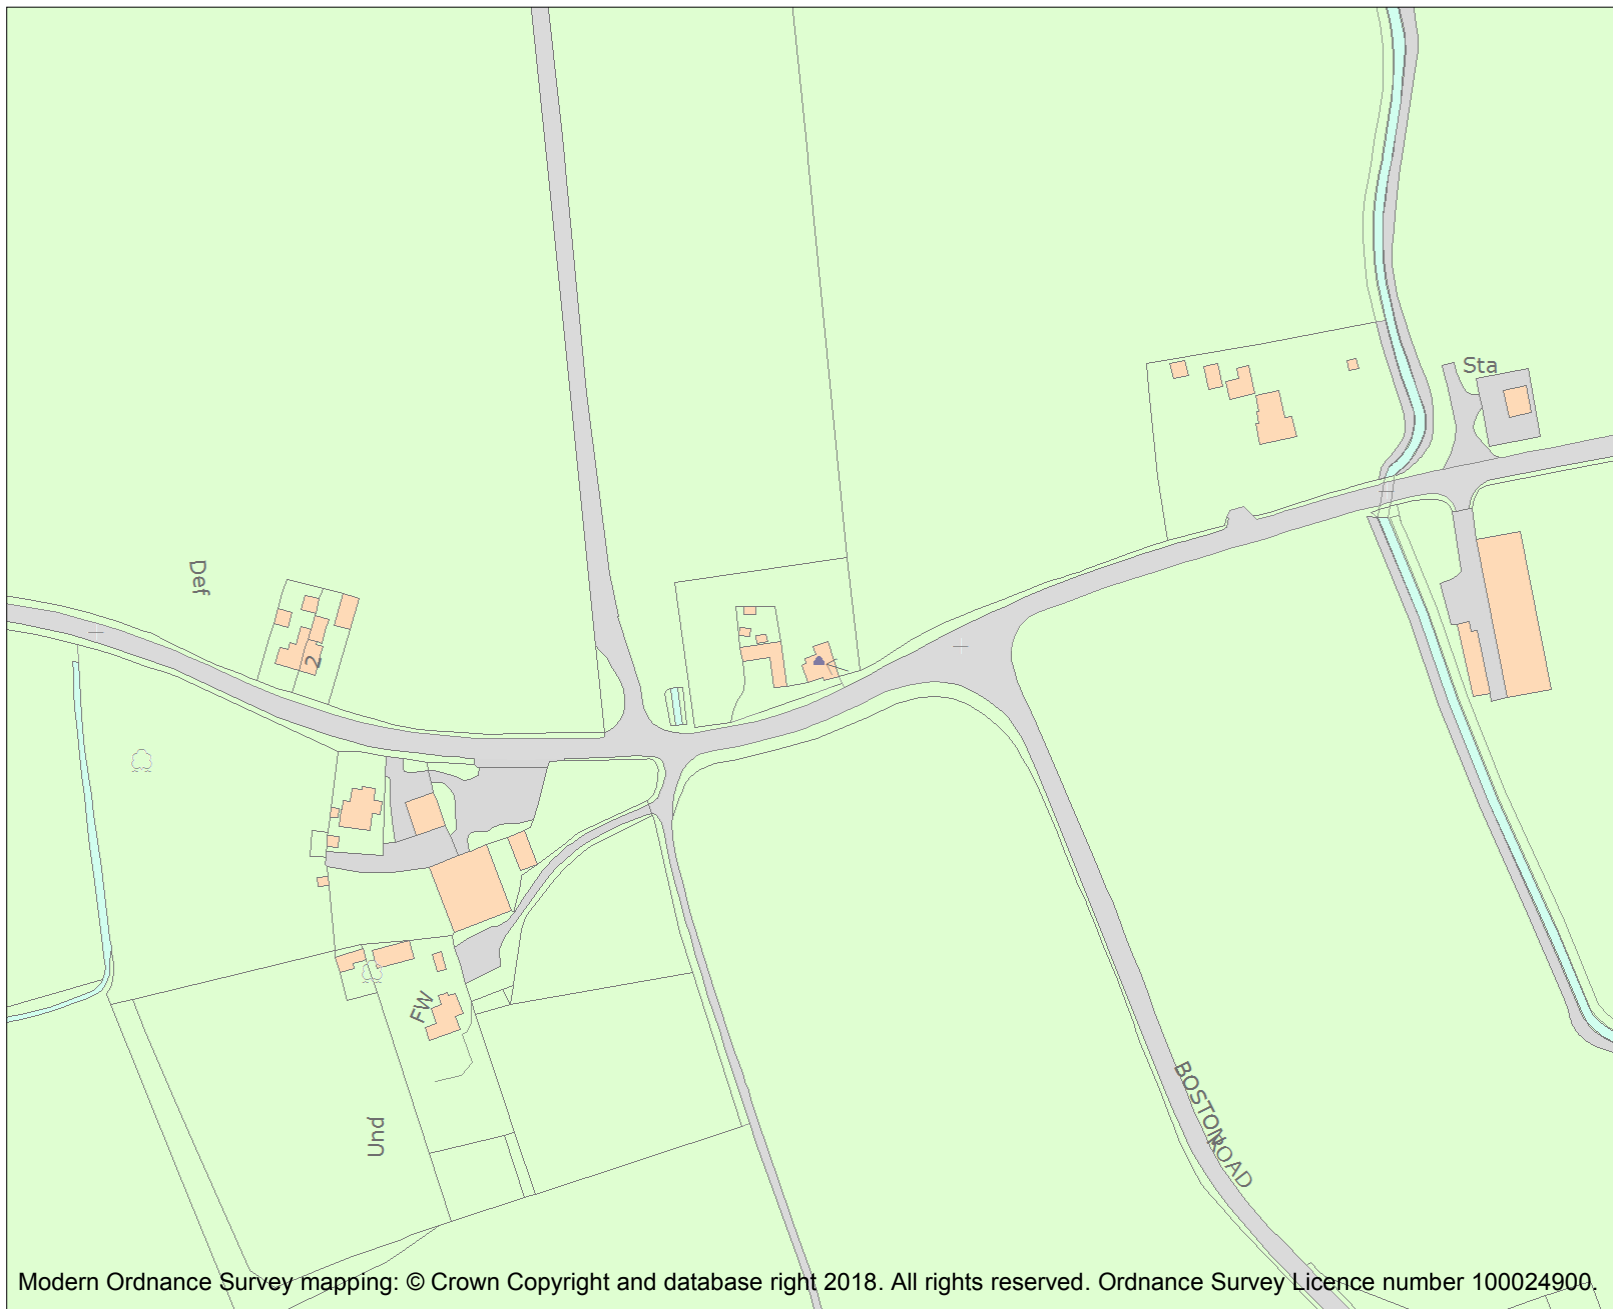 Sta
Def
2
FW
BOSTON ROAD
Und
Modern Ordnance Survey mapping: © Crown Copyright and database right 2018. All rights reserved. Ordnance Survey Licence number 100024900.